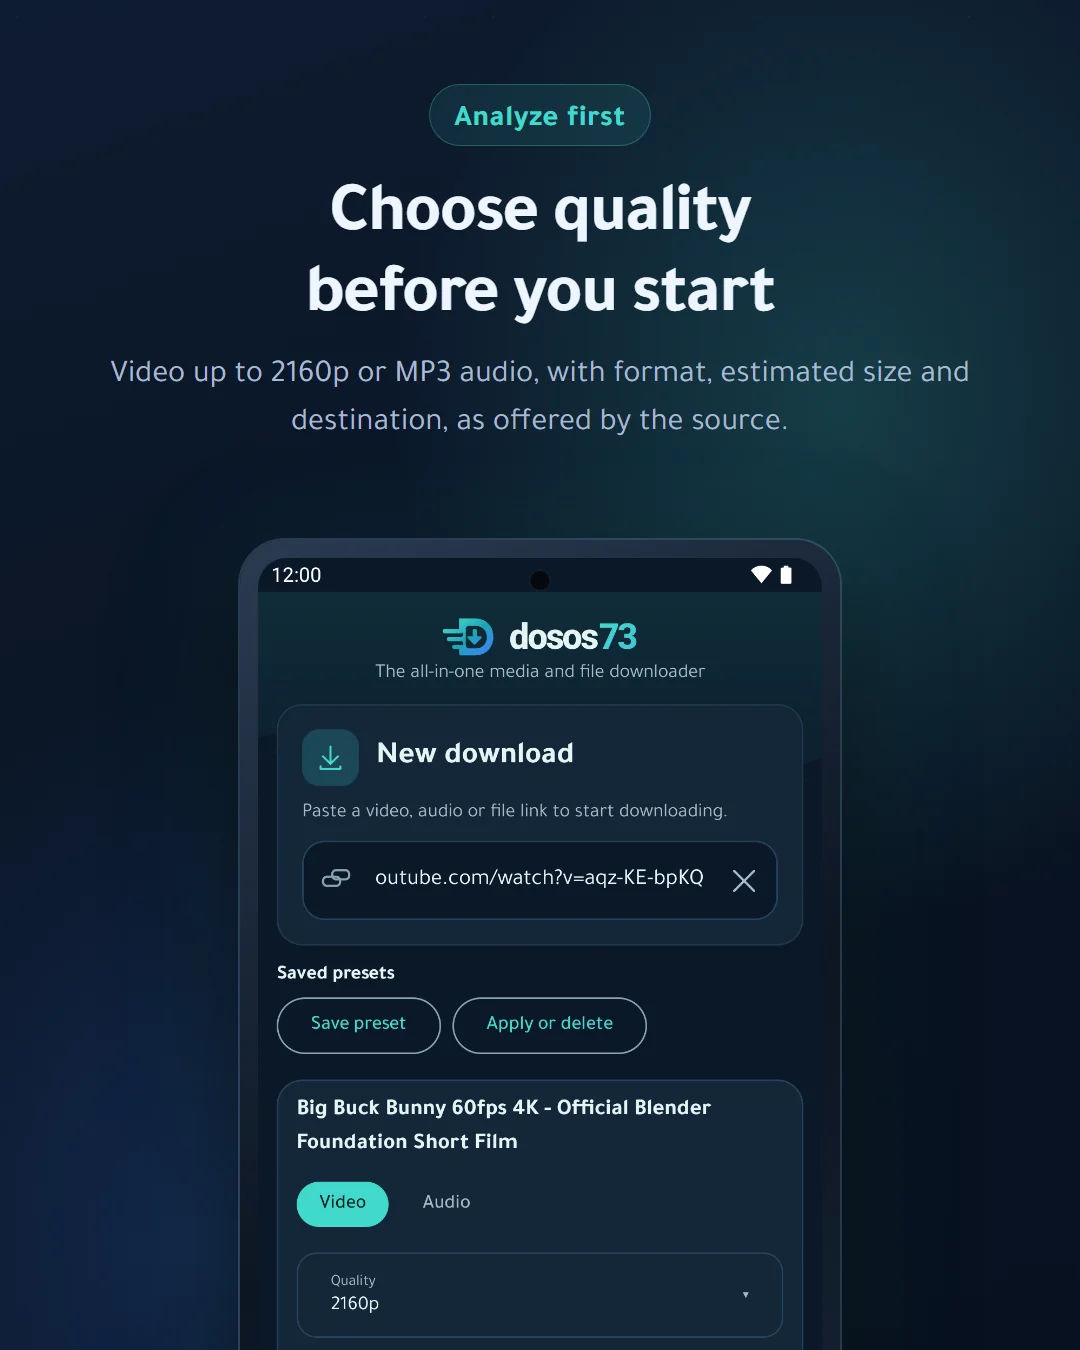 Analyze first
Choose quality
before you start
Video up to 2160p or MP3 audio, with format, estimated size and
destination, as offered by the source.
12:00
dosos73
The all-in-one media and file downloader
New download
Paste a video, audio or file link to start downloading.
outube.com/watch?v=aqz-KE-bpKQ
Saved presets
Save preset
Apply or delete
Big Buck Bunny 60fps 4K - Official Blender
Foundation Short Film
Video
Audio
Quality
2160p